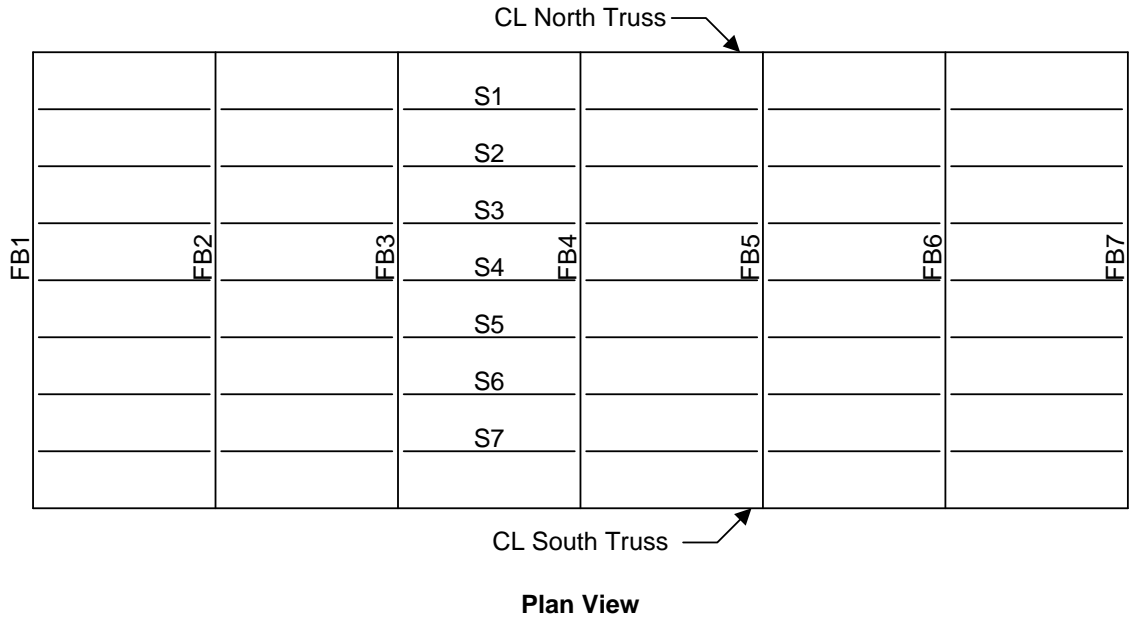 CL North Truss
S1
S2
S3
FB1
FB2
FB3
S4
FB4
FB5
FB6
FB7
S5
S6
S7
CL South Truss
Plan View